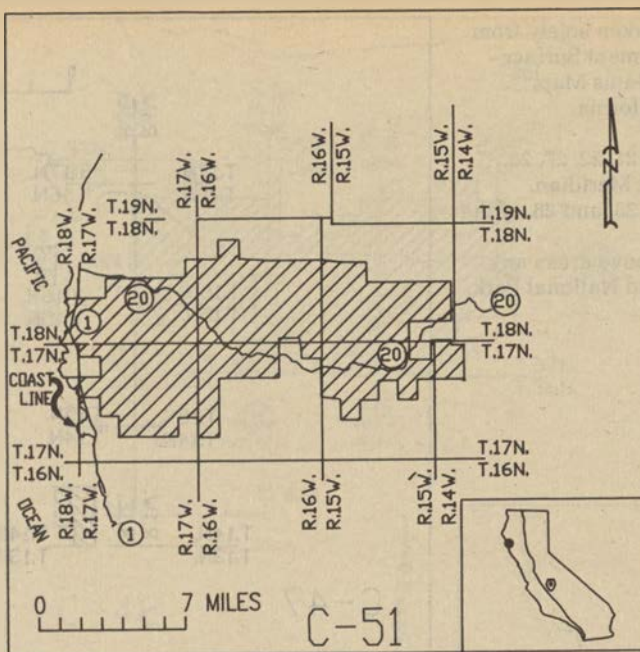 R.18W.
R.17W.
R.17W.
R.16W.
R.16W.
R.15W.
R.15W.
R.14W.
N
T.19N.
T.18N.
T.19N.
T.18N.
PACIFIC
20
20
1
T.18N.
T.17N.
20
T.18N.
T.17N.
COAST
LINE
T.17N.
T.16N.
T.17N.
T.16N.
R.18W.
R.17W.
R.17W.
R.16W.
R.16W.
R.15W.
R.15W.
R.14W.
OCEAN
1
0 7 MILES
C-51